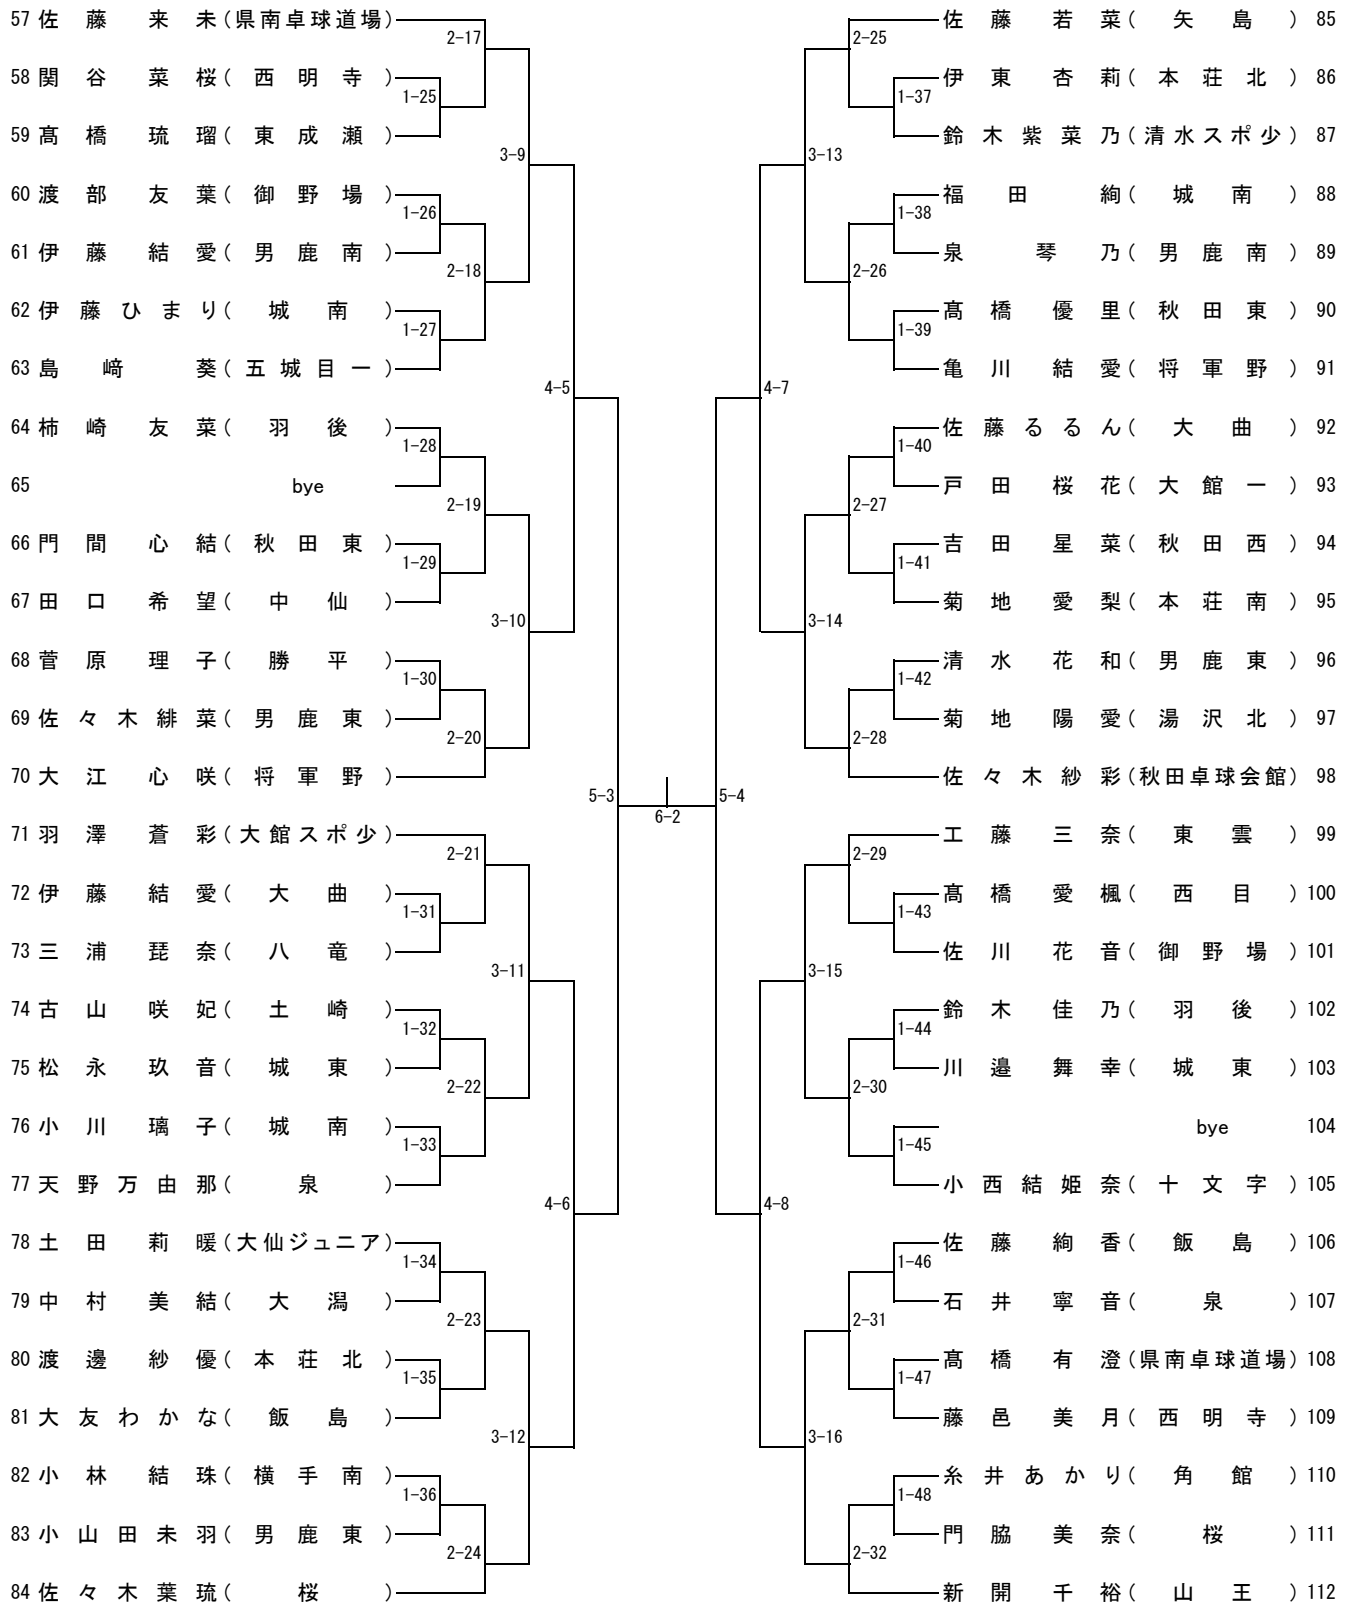 57 佐藤来未(県南卓球道場)
2-17
58 関谷菜桜(西明寺)
1-25
59 髙橋琉瑠(東成瀬)
3-9
60 渡部友葉(御野場)
1-26
61 伊藤結愛(男鹿南)
2-18
62 伊藤ひまり(城南)
1-27
63 島﨑葵(五城目一)
4-5
64 柿崎友菜(羽後)
1-28
65 bye
2-19
66 門間心結(秋田東)
1-29
67 田口希望(中仙)
3-10
68 菅原理子(勝平)
1-30
69 佐々木緋菜(男鹿東)
2-20
70 大江心咲(将軍野)
5-3
71 羽澤蒼彩(大館スポ少)
2-21
72 伊藤結愛(大曲)
1-31
73 三浦琵奈(八竜)
3-11
74 古山咲妃(土崎)
1-32
75 松永玖音(城東)
2-22
76 小川璃子(城南)
1-33
77 天野万由那(泉)
4-6
78 土田莉暖(大仙ジュニア)
1-34
79 中村美結(大潟)
2-23
80 渡邊紗優(本荘北)
1-35
81 大友わかな(飯島)
3-12
82 小林結珠(横手南)
1-36
83 小山田未羽(男鹿東)
2-24
84 佐々木葉琉(桜)
6-2
佐藤若菜(矢島) 85
2-25
伊東杏莉(本荘北) 86
1-37
鈴木紫菜乃(清水スポ少) 87
3-13
福田絢(城南) 88
1-38
泉琴乃(男鹿南) 89
2-26
髙橋優里(秋田東) 90
1-39
亀川結愛(将軍野) 91
4-7
佐藤るるん(大曲) 92
1-40
戸田桜花(大館一) 93
2-27
吉田星菜(秋田西) 94
1-41
菊地愛梨(本荘南) 95
3-14
清水花和(男鹿東) 96
1-42
菊地陽愛(湯沢北) 97
2-28
佐々木紗彩(秋田卓球会館) 98
5-4
工藤三奈(東雲) 99
2-29
髙橋愛楓(西目) 100
1-43
佐川花音(御野場) 101
3-15
鈴木佳乃(羽後) 102
1-44
川邉舞幸(城東) 103
2-30
bye 104
1-45
小西結姫奈(十文字) 105
4-8
佐藤絢香(飯島) 106
1-46
石井寧音(泉) 107
2-31
髙橋有澄(県南卓球道場) 108
1-47
藤邑美月(西明寺) 109
3-16
糸井あかり(角館) 110
1-48
門脇美奈(桜) 111
2-32
新開千裕(山王) 112